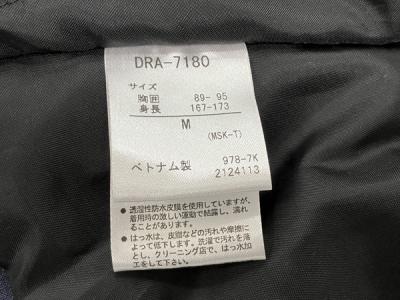 DRA-7180
サイズ
胸囲 89- 95
身長 167-173
M
(MSK-T)
978-7K
ベトナム製 2124113
●透湿性防水皮膜を使用していますが、
着用時の激しい運動で結露し、濡れ
ることがあります。
●はっ水は、皮脂などの汚れや摩擦に
よって低下します。洗濯で汚れを落
とし、クリーニング店で、はっ水加
工をして下さい。